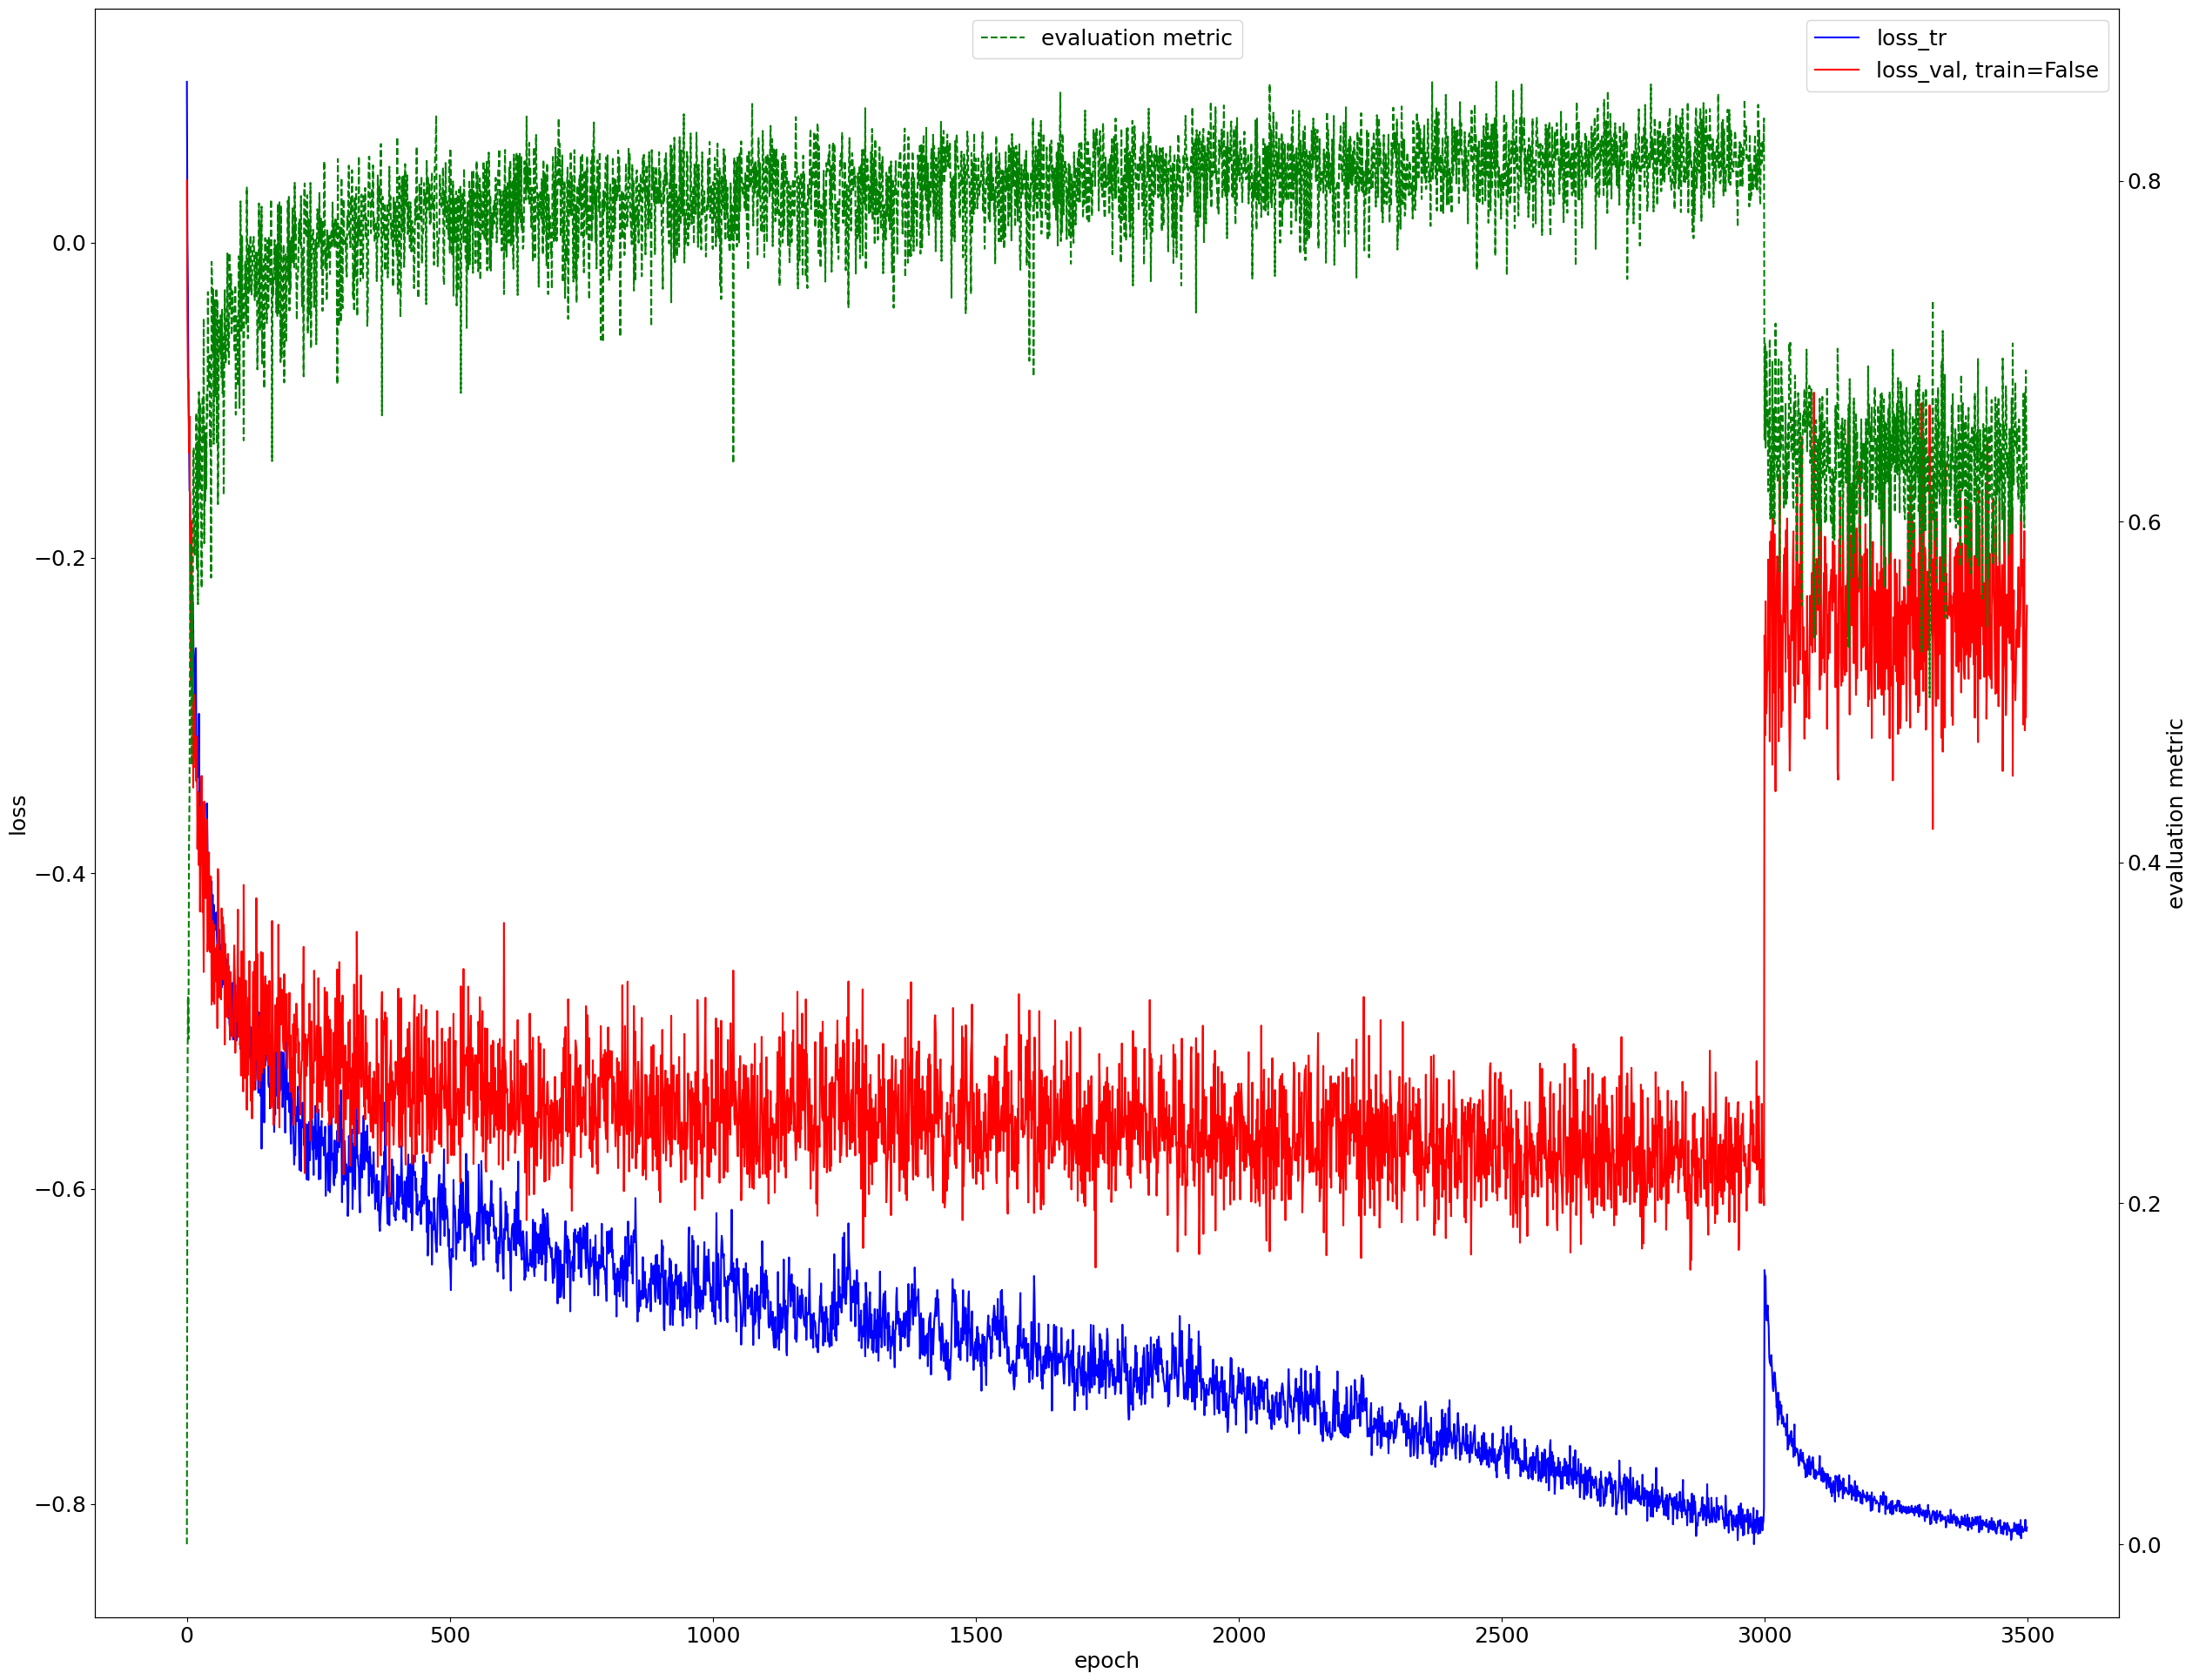 evaluation metric
loss_tr
loss_val, train=False
0.0
−0.2
−0.4
−0.6
−0.8
loss
0.8
0.6
0.4
0.2
0.0
evaluation metric
0 500 1000 1500 2000 2500 3000 3500
epoch